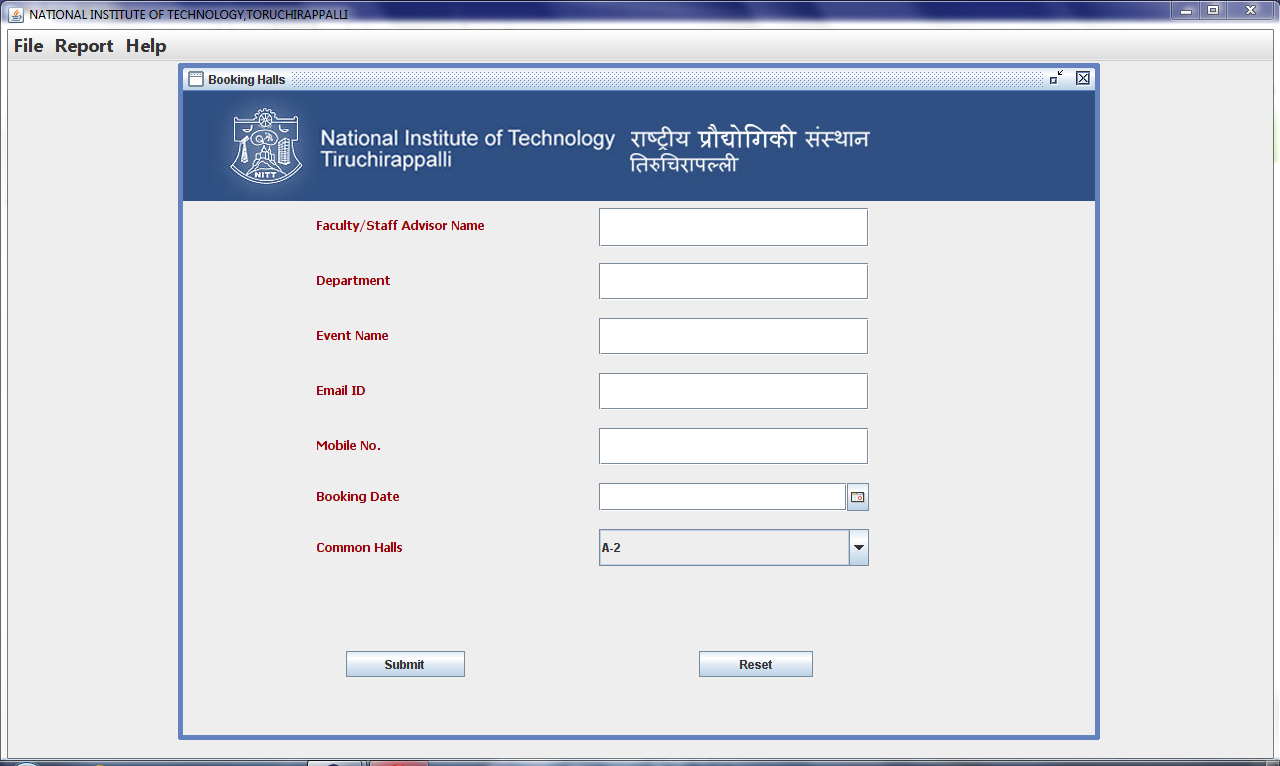 NATIONAL INSTITUTE OF TECHNOLOGY,TORUCHIRAPPALLI
File Report Help
Booking Halls
National Institute of Technology
Tiruchirappalli
राष्ट्रीय प्रौद्योगिकी संस्थान
तिरुचिरापल्ली
NITT
Faculty/Staff Advisor Name
Department
Event Name
Email ID
Mobile No.
Booking Date
Common Halls
A-2
Submit Reset